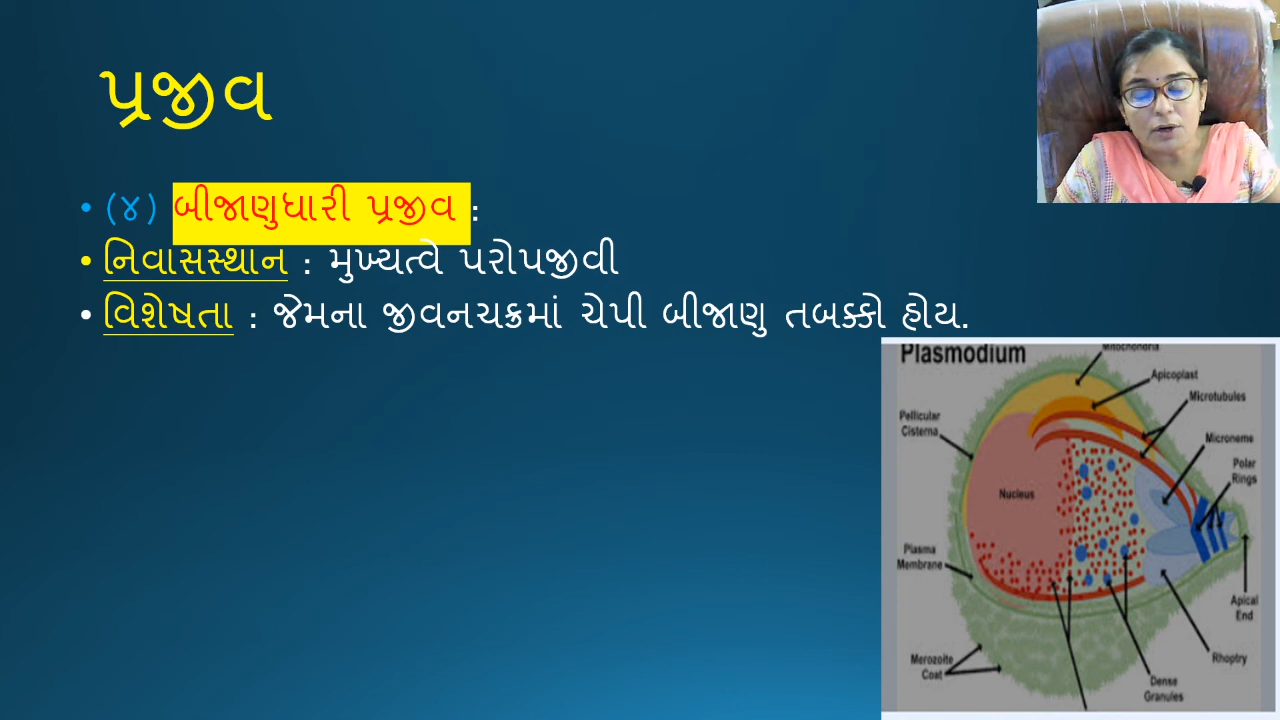 પ્રજીવ
• (૪) બીજાણુધારી પ્રજીવ :
• નિવાસસ્થાન : મુખ્યત્વે પરોપજીવી
• વિશેષતા : જેમના જીવનચક્રમાં ચેપી બીજાણુ તબક્કો હોય.
Plasmodium
Mitochondria
Apicoplast
Microtubules
Pellicular
Cisterna
Microneme
Polar
Rings
Nucleus
Plasma
Membrane
Apical
End
Merozoite
Coat
Rhoptry
Dense
Granules